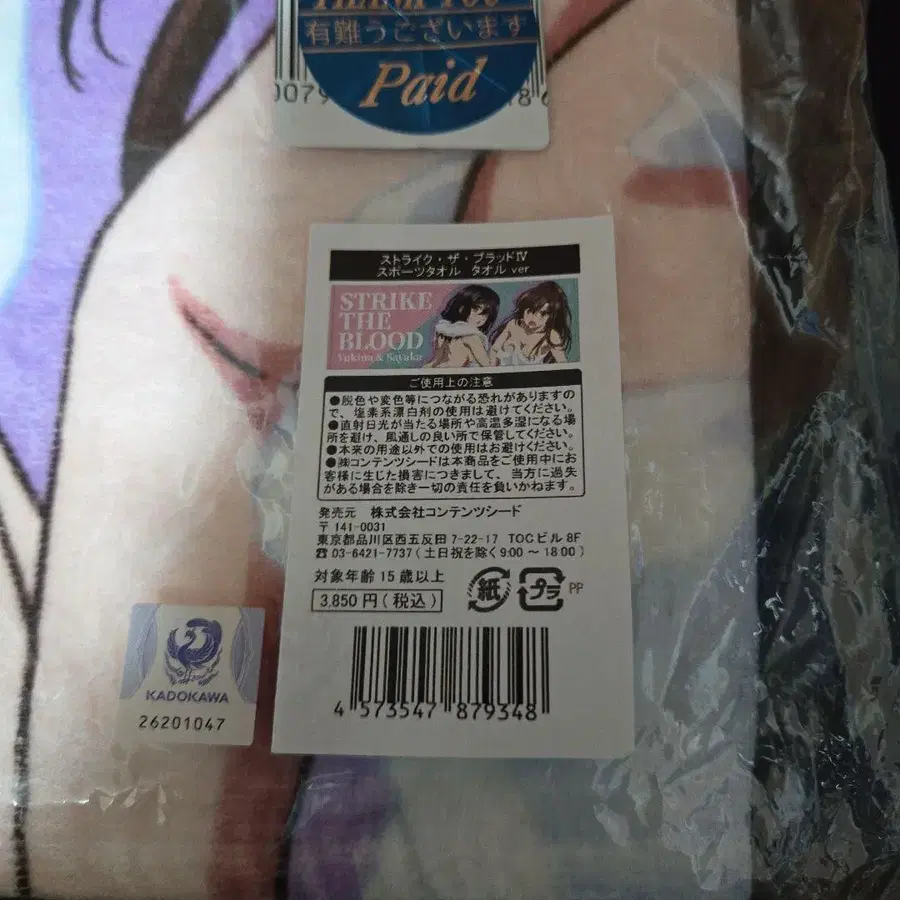 THANK YOU
有難うございます
Paid
ストライク・ザ・ブラッドⅣ
スポーツタオル タオル ver
STRIKE
THE
BLOOD
Yukina & Sayaka
ご使用上の注意
●脱色や変色等につながる恐れがありますの
で、塩素系漂白剤の使用は避けてください。
●直射日光が当たる場所や高温多湿になる場
所を避け、風通しの良い所で保管してください。
●本来の用途以外での使用はお避けください。
●㈱コンテンツシードは本商品をご使用中にお
客様に生じた損害につきまして、当方に過失
がある場合を除き一切の責任を負いかねます。
発売元 株式会社コンテンツシード
〒141-0031
東京都品川区西五反田 7-22-17 TOCビル 8F
☎03-6421-7737(土日祝を除く9:00～18:00)
対象年齢 15歳以上
3,850円(税込)
紙 プラ PP
4 573547 879348
KADOKAWA
26201047